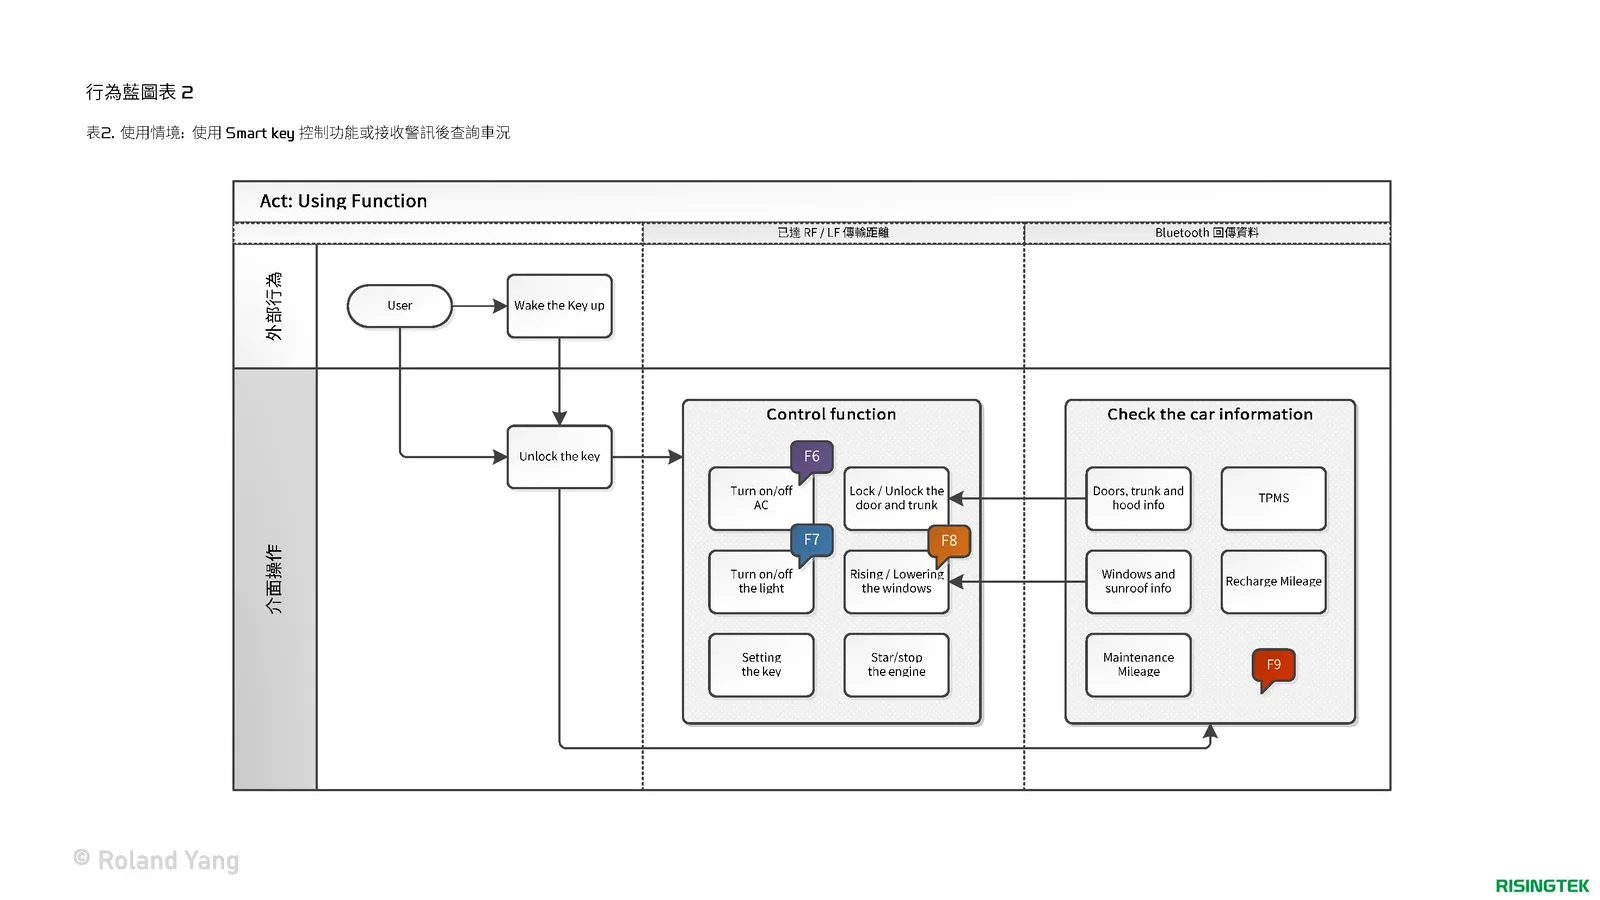 行為藍圖表 2
表2. 使用情境: 使用 Smart key 控制功能或接收警訊後查詢車況
Act: Using Function
已達 RF / LF 傳輸距離
Bluetooth 回傳資料
外部行為
User
Wake the Key up
介面操作
Unlock the key
Control function
F6
Turn on/off
AC
Lock / Unlock the
door and trunk
F7
Turn on/off
the light
F8
Rising / Lowering
the windows
Setting
the key
Star/stop
the engine
Check the car information
Doors, trunk and
hood info
TPMS
Windows and
sunroof info
Recharge Mileage
Maintenance
Mileage
F9
© Roland Yang
RISINGTEK